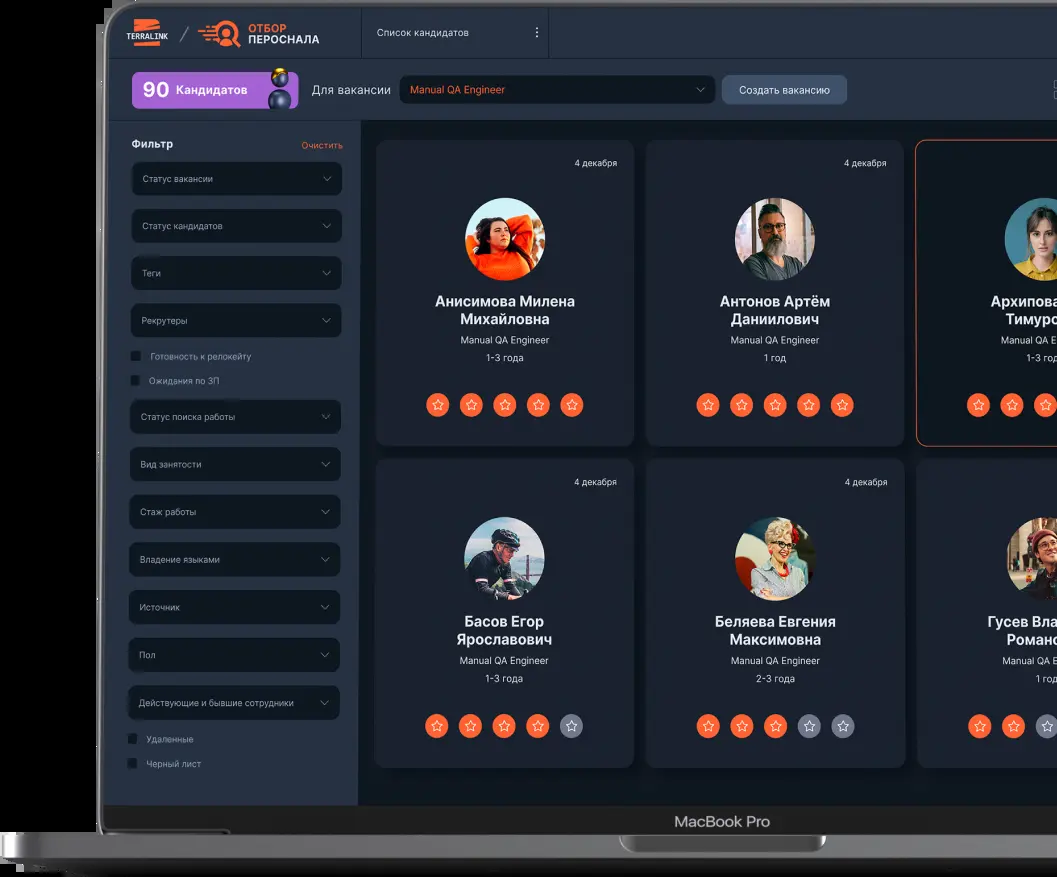 TERRALINK
ОТБОР
ПЕРОСНАЛА
Список кандидатов
90 Кандидатов
Для вакансии
Manual QA Engineer
Создать вакансию
Фильтр
Очистить
Статус вакансии
Статус кандидатов
Теги
Рекрутеры
Готовность к релокейту
Ожидания по ЗП
Статус поиска работы
Вид занятости
Стаж работы
Владение языками
Источник
Пол
Действующие и бывшие сотрудники
Удаленные
Черный лист
4 декабря
Анисимова Милена
Михайловна
Manual QA Engineer
1-3 года
4 декабря
Антонов Артём
Даниилович
Manual QA Engineer
1 год
Архипова
Тимуро
Manual QA E
1-3 год
4 декабря
Басов Егор
Ярославович
Manual QA Engineer
1-3 года
4 декабря
Беляева Евгения
Максимовна
Manual QA Engineer
2-3 года
Гусев Вла
Романо
Manual QA E
1 год
MacBook Pro